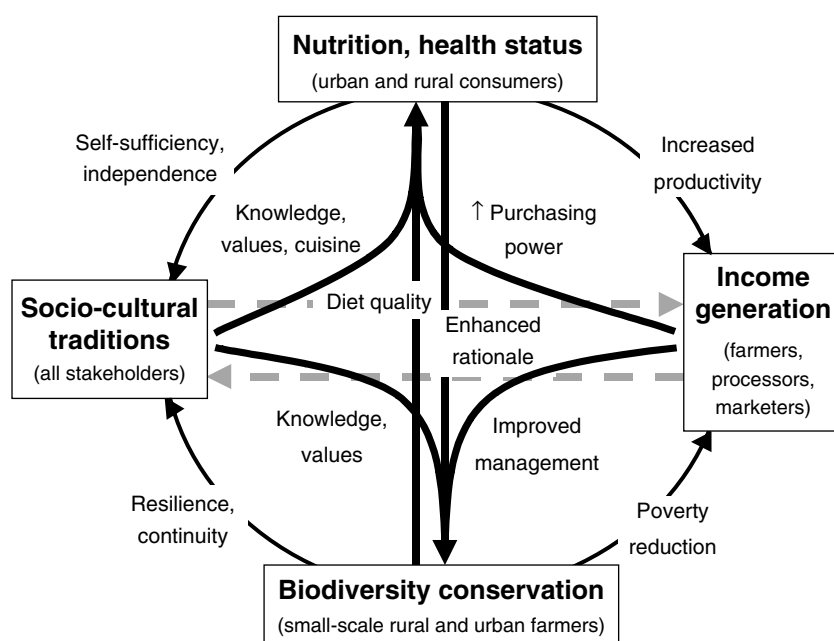 Nutrition, health status
(urban and rural consumers)
Self-sufficiency,
independence
Increased
productivity
Knowledge,
values, cuisine
↑ Purchasing
power
Socio-cultural
traditions
(all stakeholders)
Diet quality
Enhanced
rationale
Income
generation
(farmers,
processors,
marketers)
Knowledge,
values
Improved
management
Resilience,
continuity
Poverty
reduction
Biodiversity conservation
(small-scale rural and urban farmers)